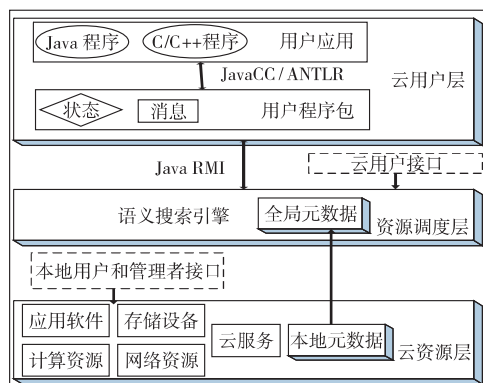 Java 程序 C/C++程序 用户应用
JavaCC/ANTLR
云用户层
状态 消息 用户程序包
Java RMI
云用户接口
语义搜索引擎 全局元数据 资源调度层
本地用户和管理者接口
应用软件 存储设备
云服务 本地元数据 云资源层
计算资源 网络资源